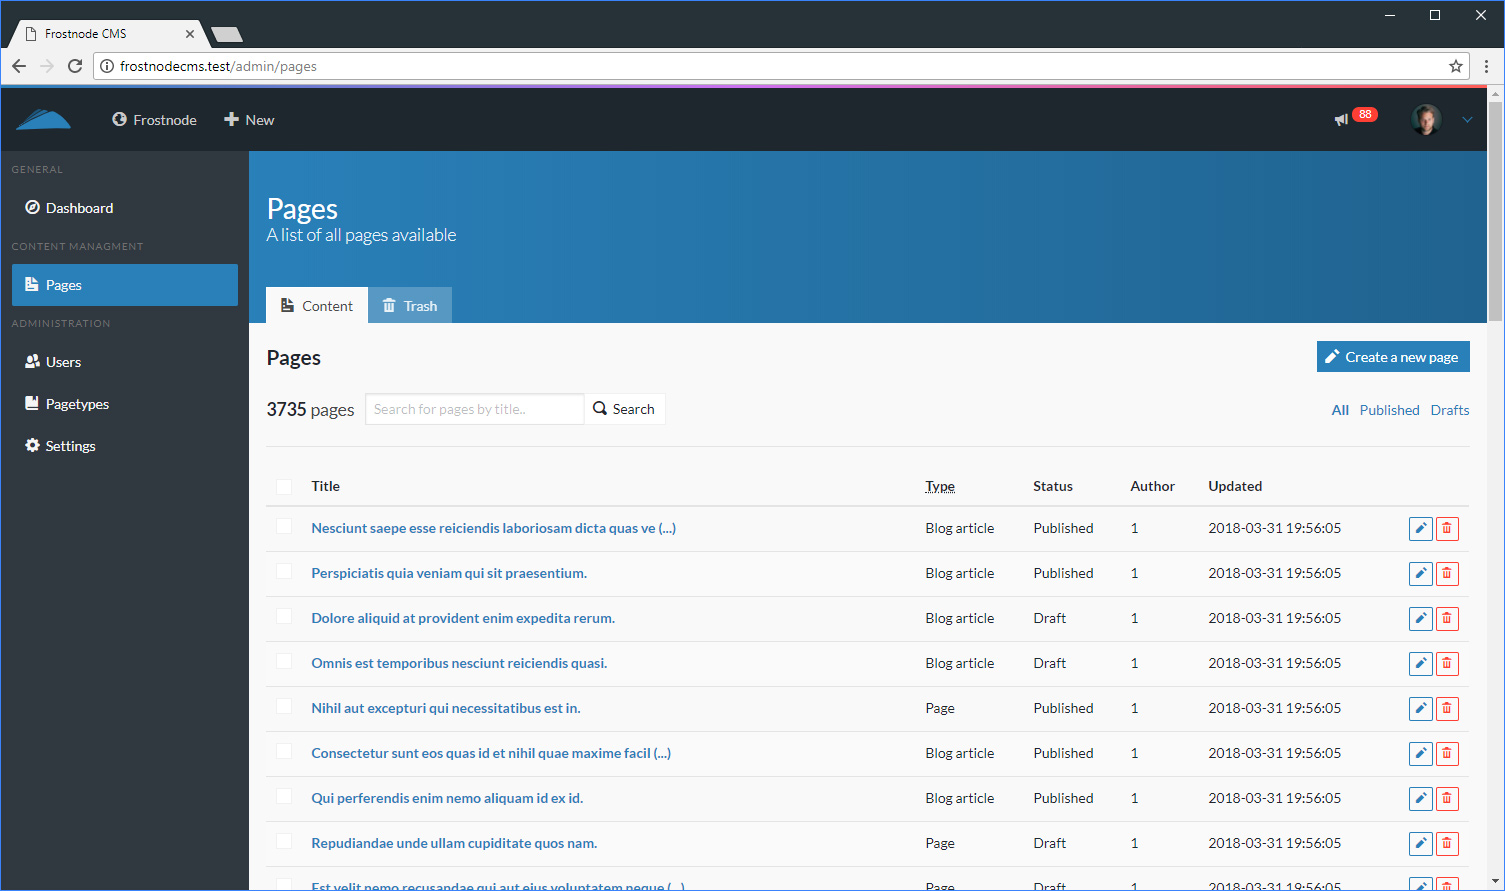 Frostnode CMS
frostnodecms.test/admin/pages
Frostnode New 88
GENERAL
Dashboard
CONTENT MANAGMENT
Pages
ADMINISTRATION
Users
Pagetypes
Settings
Pages
A list of all pages available
Content Trash
Pages Create a new page
3735 pages Search for pages by title.. Search All Published Drafts
Title Type Status Author Updated
Nesciunt saepe esse reiciendis laboriosam dicta quas ve (...) Blog article Published 1 2018-03-31 19:56:05
Perspiciatis quia veniam qui sit praesentium. Blog article Published 1 2018-03-31 19:56:05
Dolore aliquid at provident enim expedita rerum. Blog article Draft 1 2018-03-31 19:56:05
Omnis est temporibus nesciunt reiciendis quasi. Blog article Draft 1 2018-03-31 19:56:05
Nihil aut excepturi qui necessitatibus est in. Page Published 1 2018-03-31 19:56:05
Consectetur sunt eos quas id et nihil quae maxime facil (...) Blog article Published 1 2018-03-31 19:56:05
Qui perferendis enim nemo aliquam id ex id. Blog article Published 1 2018-03-31 19:56:05
Repudiandae unde ullam cupiditate quos nam. Page Draft 1 2018-03-31 19:56:05
Est velit nemo recusandae qui aut eius voluptatem neque (...) Page Draft 1 2018-03-31 19:56:05